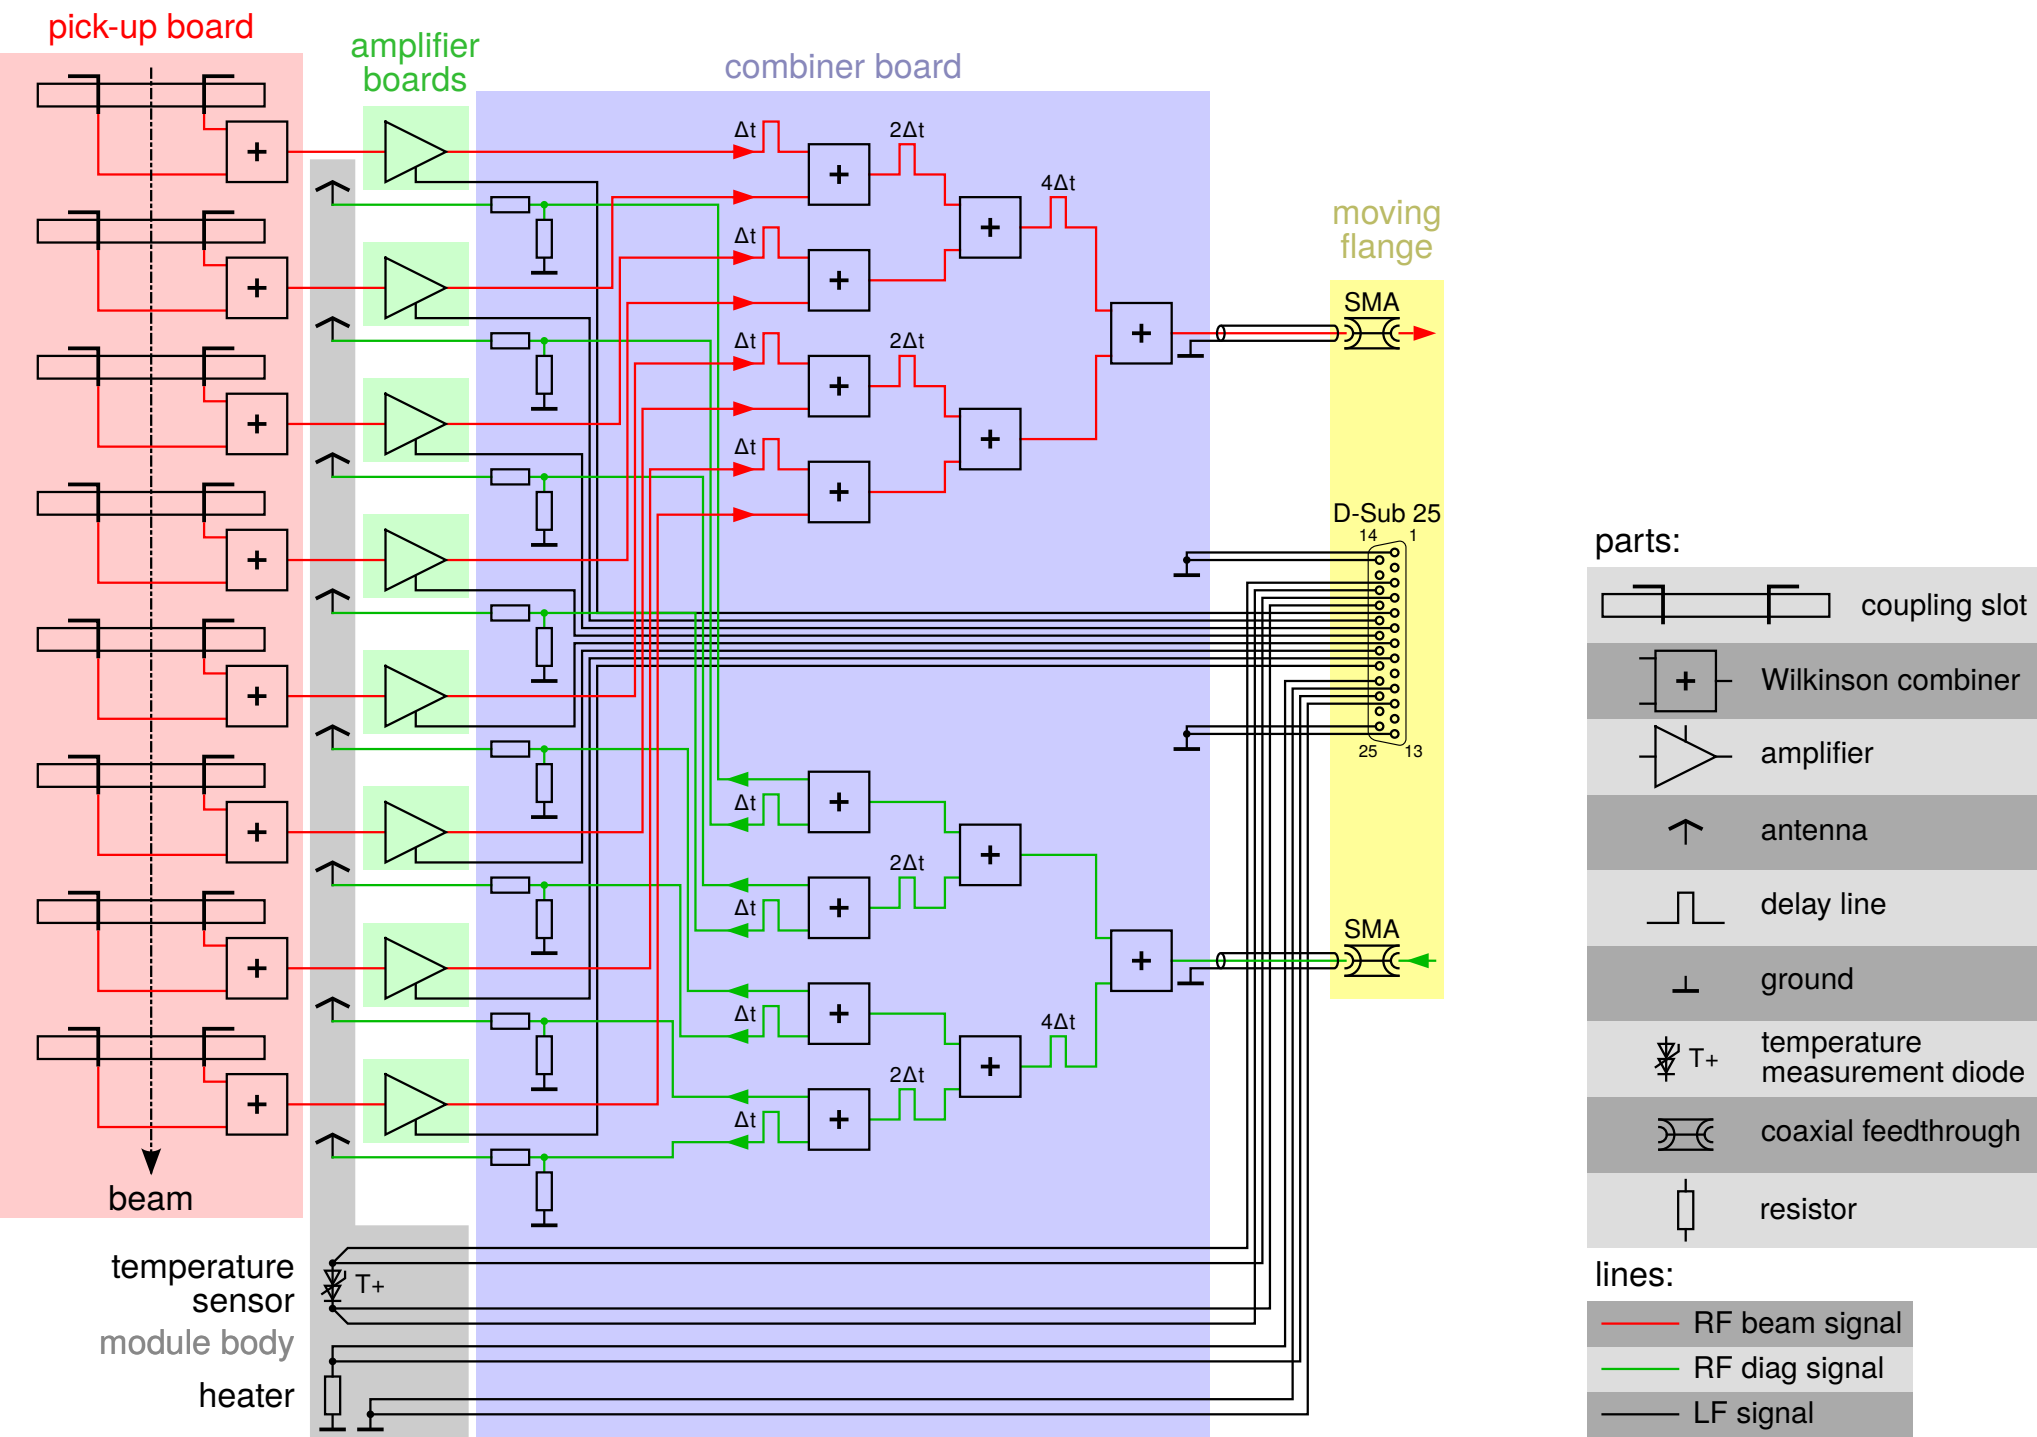 pick-up board
amplifier
boards
combiner board
moving
flange
+
+
+
+
+
+
+
+
beam
Δt
2Δt
+
4Δt
+
Δt
+
+
Δt
2Δt
+
+
Δt
+
+
Δt
+
+
Δt
2Δt
+
+
Δt
+
4Δt
+
Δt
2Δt
+
SMA
D-Sub 25
14 1
25 13
SMA
temperature
sensor
T+
module body
heater
parts:
coupling slot
+ Wilkinson combiner
amplifier
antenna
delay line
ground
T+ temperature
measurement diode
coaxial feedthrough
resistor
lines:
RF beam signal
RF diag signal
LF signal